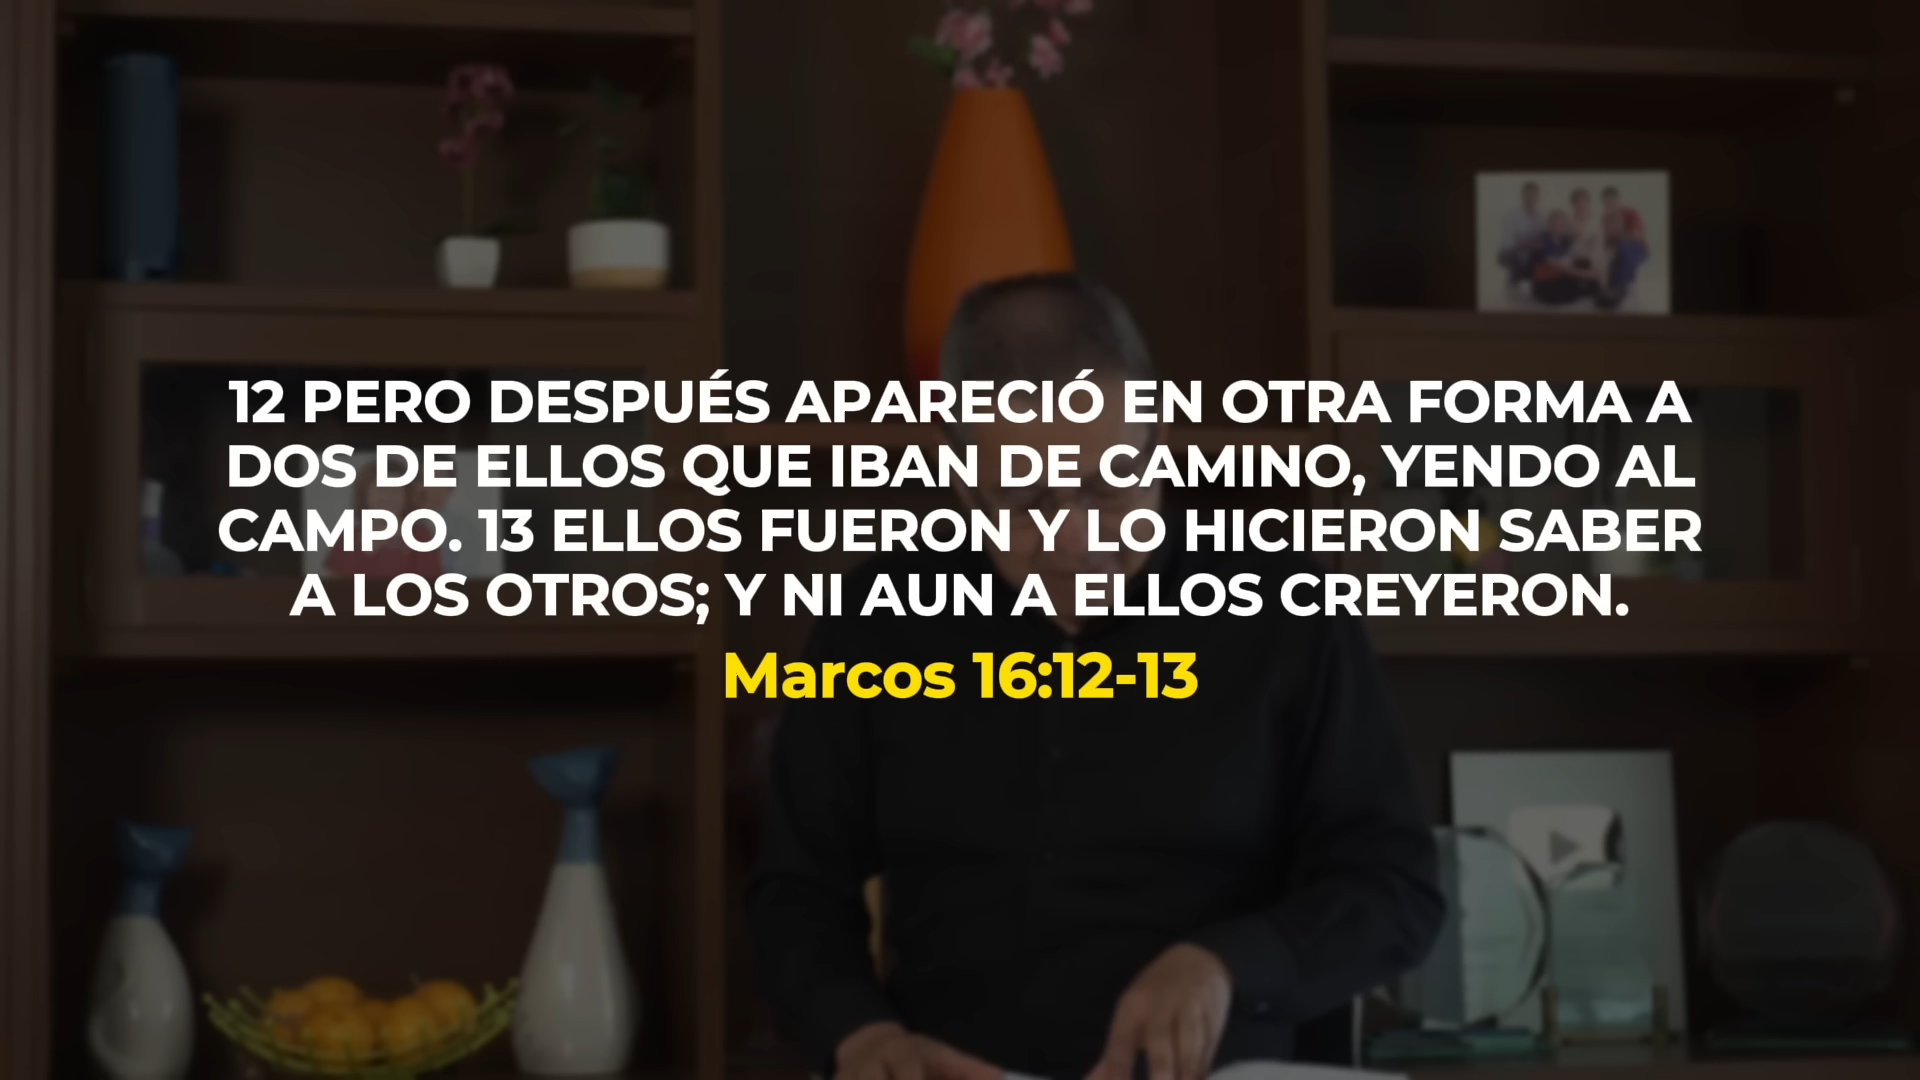 12 PERO DESPUÉS APARECIÓ EN OTRA FORMA A
DOS DE ELLOS QUE IBAN DE CAMINO, YENDO AL
CAMPO. 13 ELLOS FUERON Y LO HICIERON SABER
A LOS OTROS; Y NI AUN A ELLOS CREYERON.
Marcos 16:12-13